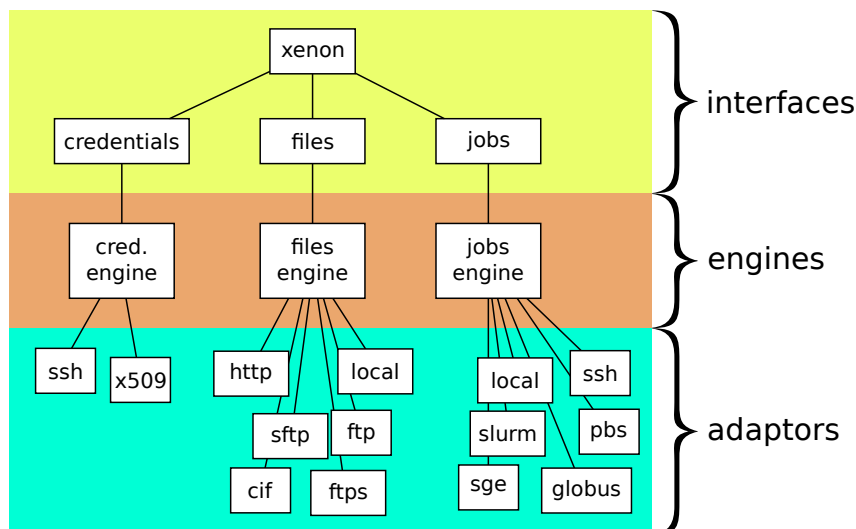 xenon
interfaces
credentials
files
jobs
cred.
engine
files
engine
jobs
engine
engines
ssh
x509
http
local
local
ssh
sftp
ftp
slurm
pbs
adaptors
cif
ftps
sge
globus